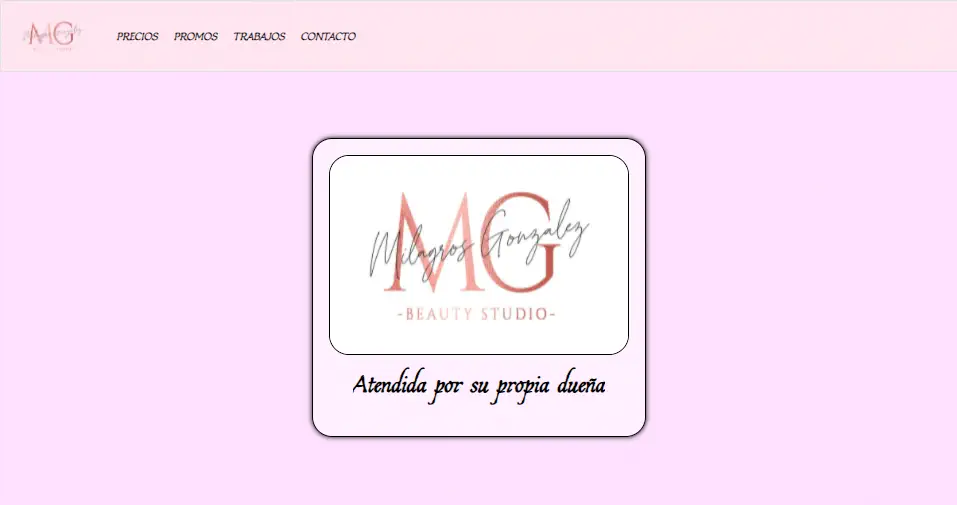 MG
PRECIOS PROMOS TRABAJOS CONTACTO
MG
Milagros Gonzalez
-BEAUTY STUDIO-
Atendida por su propia dueña